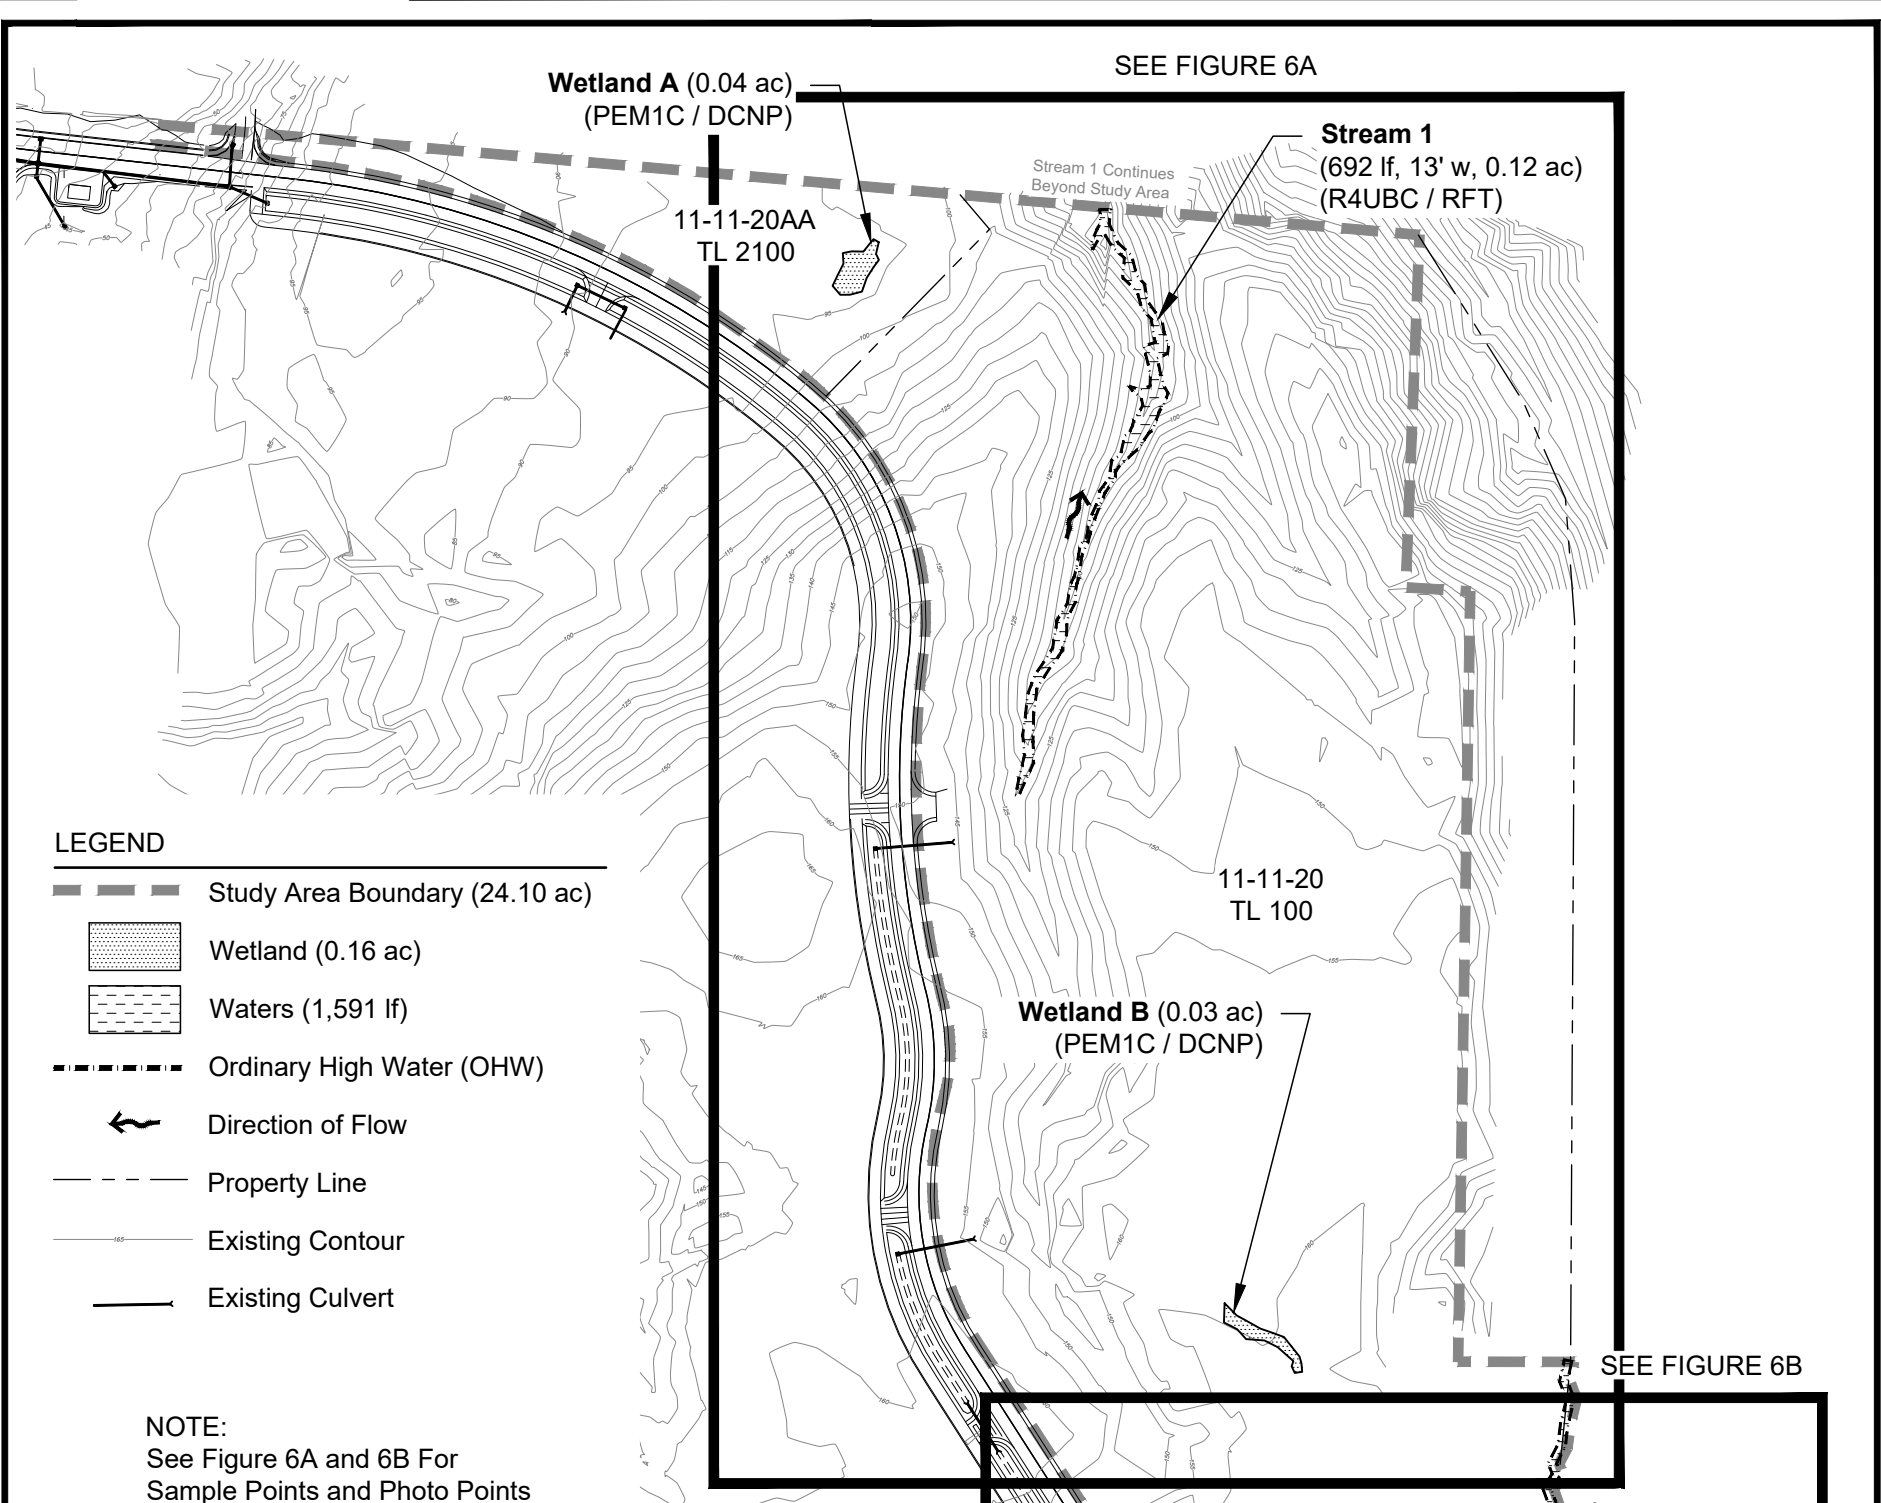 SEE FIGURE 6A
Wetland A (0.04 ac)
(PEM1C / DCNP)
Stream 1
(692 lf, 13' w, 0.12 ac)
(R4UBC / RFT)
Stream 1 Continues
Beyond Study Area
11-11-20AA
TL 2100
11-11-20
TL 100
Wetland B (0.03 ac)
(PEM1C / DCNP)
SEE FIGURE 6B
LEGEND
Study Area Boundary (24.10 ac)
Wetland (0.16 ac)
Waters (1,591 lf)
Ordinary High Water (OHW)
Direction of Flow
Property Line
165
Existing Contour
Existing Culvert
NOTE:
See Figure 6A and 6B For
Sample Points and Photo Points